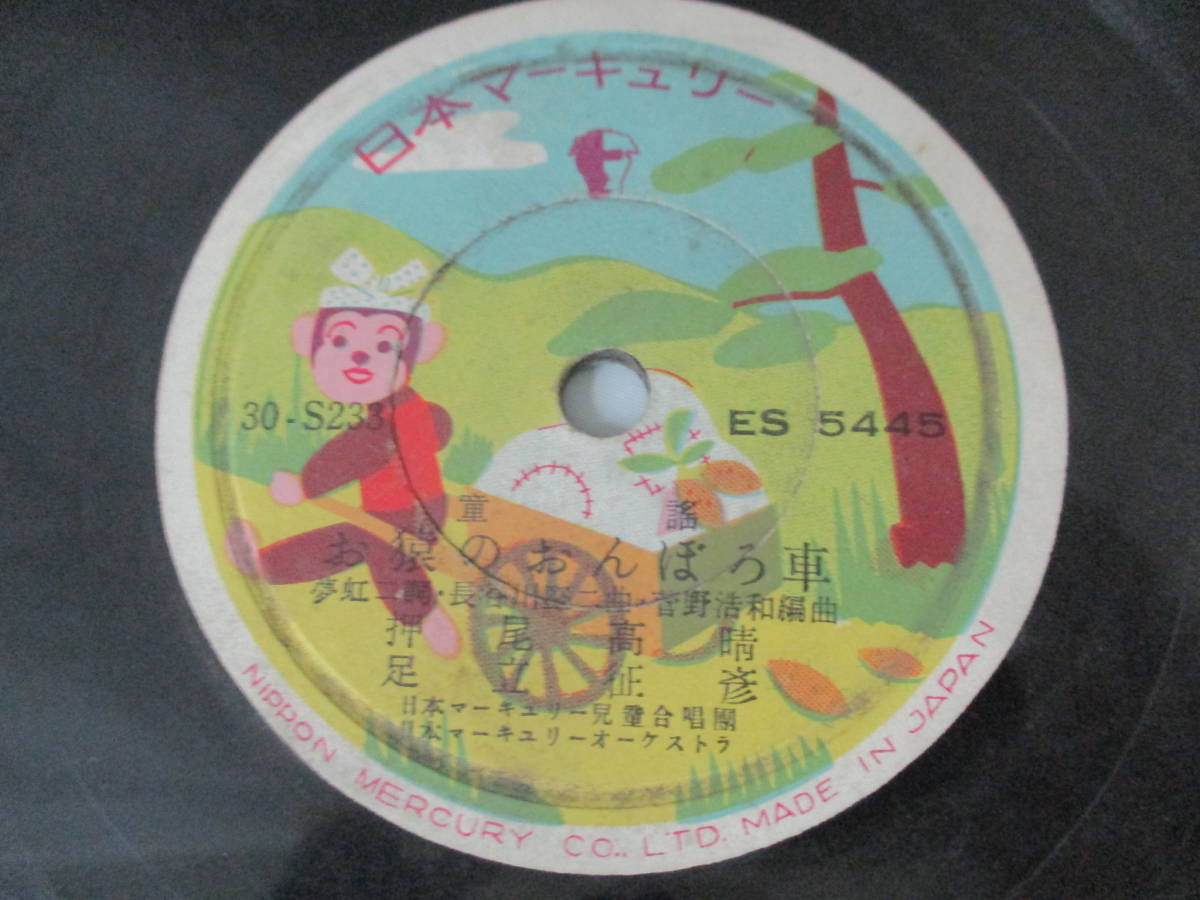 日本マーキュリー
30-S233
ES 5445
童謠
お猿のおんぼろ車
夢虹二詞・長谷川堅二曲 菅野浩和編曲
押尾高晴
足立征彦
日本マーキュリー兒童合唱團
日本マーキュリーオーケストラ
NIPPON MERCURY CO., LTD. MADE IN JAPAN